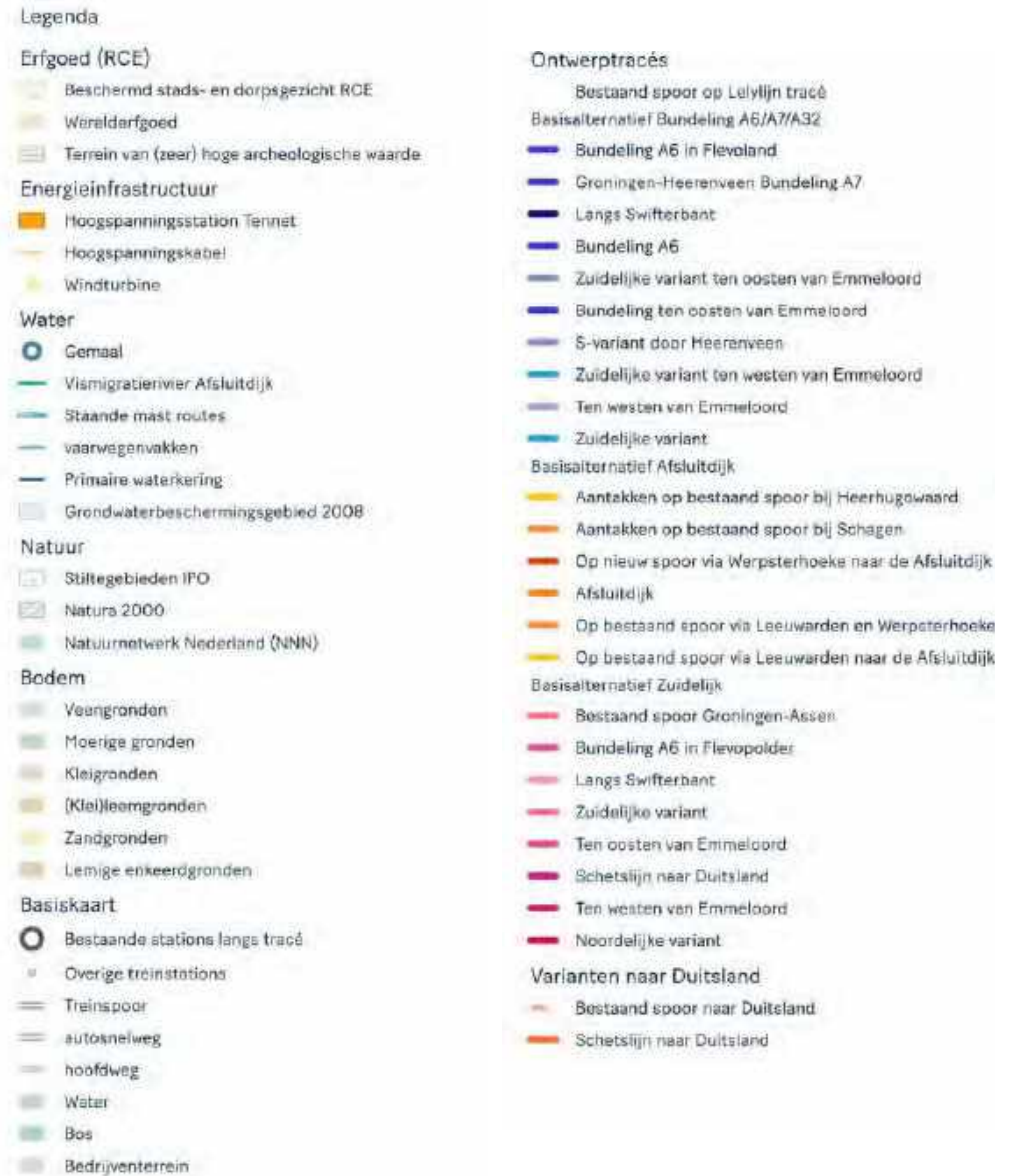 Legenda
Erfgoed (RCE)
Beschermd stads- en dorpsgezicht RCE
Werelderfgoed
Terrein van (zeer) hoge archeologische waarde
Energieinfrastructuur
Hoogspanningsstation Tennet
Hoogspanningskabel
Windturbine
Water
Gemaal
Vismigratierivier Afsluitdijk
Staande mast routes
vaarwegenvakken
Primaire waterkering
Grondwaterbeschermingsgebied 2008
Natuur
Stiltegebieden IPO
Natura 2000
Natuurnetwerk Nederland (NNN)
Bodem
Veengronden
Moerige gronden
Kleigronden
(Klei)leemgronden
Zandgronden
Lemige enkeerdgronden
Basiskaart
Bestaande stations langs tracé
Overige treinstations
Treinspoor
autosnelweg
hoofdweg
Water
Bos
Bedrijventerrein
Ontwerptracés
Bestaand spoor op Lelylijn tracé
Basisalternatief Bundeling A6/A7/A32
Bundeling A6 in Flevoland
Groningen-Heerenveen Bundeling A7
Langs Swifterbant
Bundeling A6
Zuidelijke variant ten oosten van Emmeloord
Bundeling ten oosten van Emmeloord
S-variant door Heerenveen
Zuidelijke variant ten westen van Emmeloord
Ten westen van Emmeloord
Zuidelijke variant
Basisalternatief Afsluitdijk
Aantakken op bestaand spoor bij Heerhugowaard
Aantakken op bestaand spoor bij Schagen
Op nieuw spoor via Werpsterhoeke naar de Afsluitdijk
Afsluitdijk
Op bestaand spoor via Leeuwarden en Werpsterhoeke
Op bestaand spoor via Leeuwarden naar de Afsluitdijk
Basisalternatief Zuidelijk
Bestaand spoor Groningen-Assen
Bundeling A6 in Flevopolder
Langs Swifterbant
Zuidelijke variant
Ten oosten van Emmeloord
Schetslijn naar Duitsland
Ten westen van Emmeloord
Noordelijke variant
Varianten naar Duitsland
Bestaand spoor naar Duitsland
Schetslijn naar Duitsland